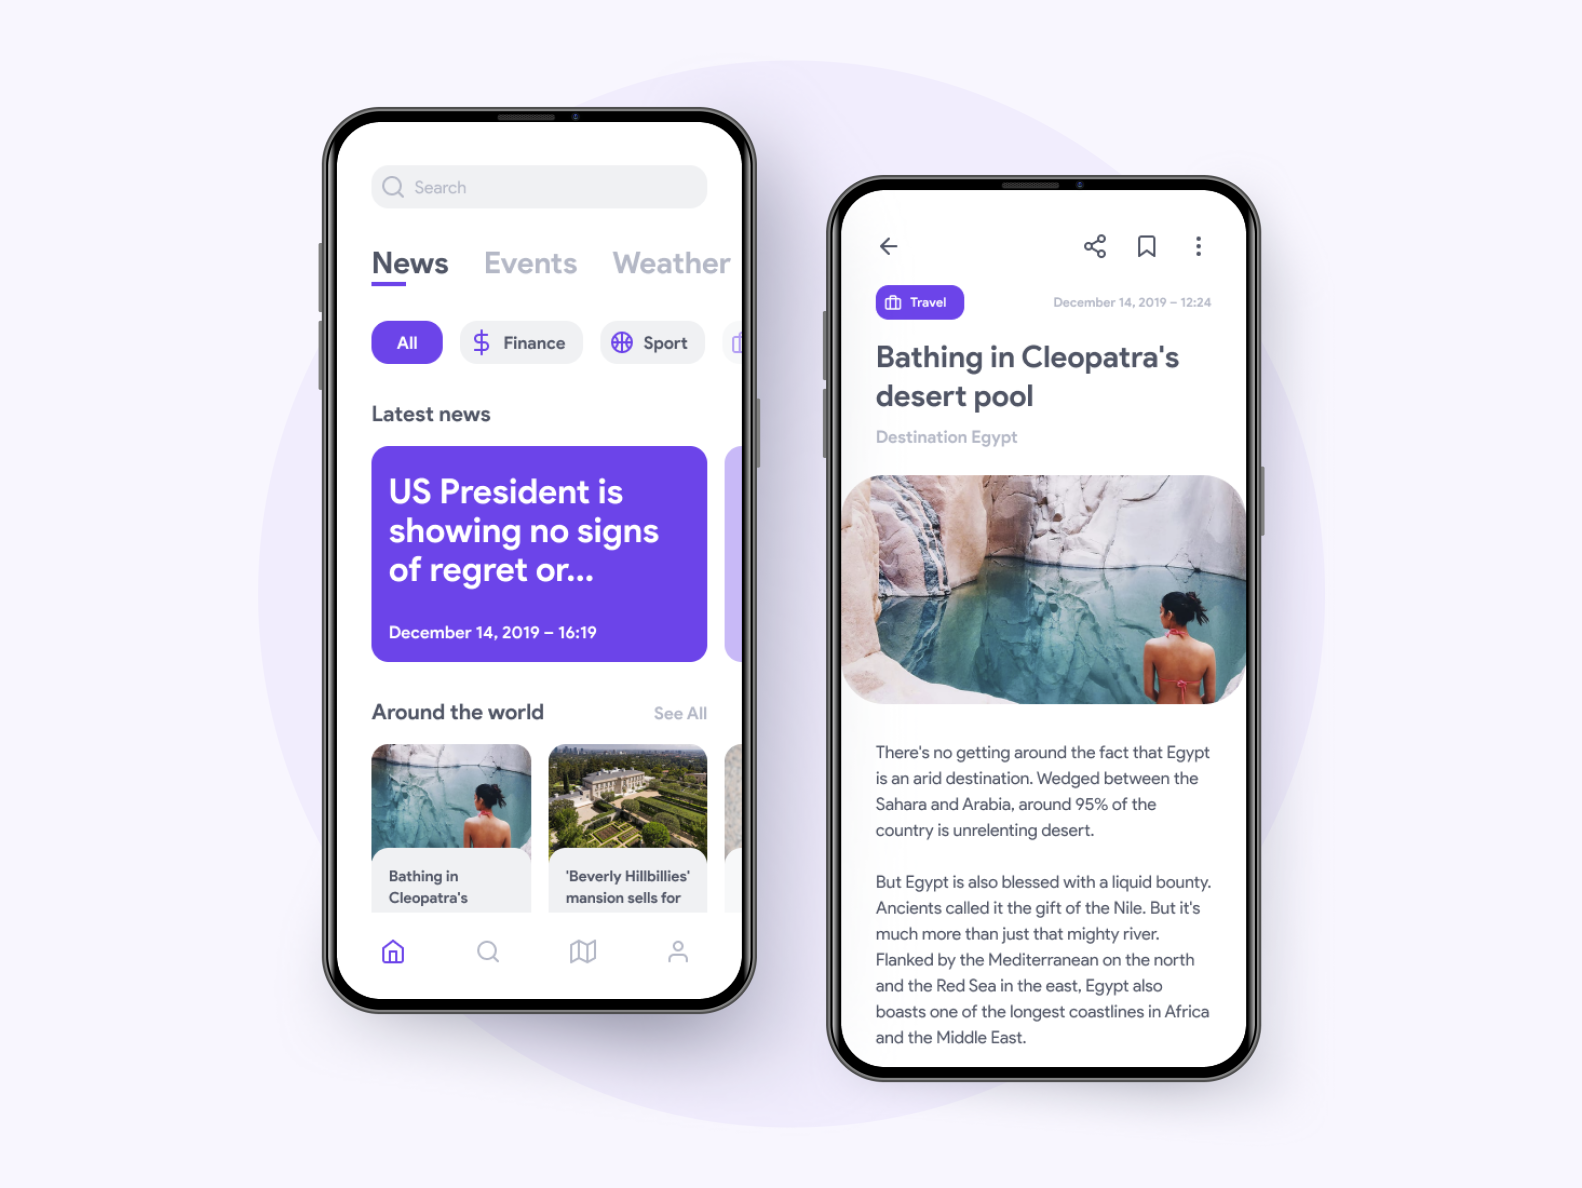 Search
News Events Weather
All Finance Sport
Latest news
US President is
showing no signs
of regret or...
December 14, 2019 – 16:19
Around the world See All
Bathing in
Cleopatra's
'Beverly Hillbillies'
mansion sells for
Travel December 14, 2019 – 12:24
Bathing in Cleopatra's
desert pool
Destination Egypt
There's no getting around the fact that Egypt
is an arid destination. Wedged between the
Sahara and Arabia, around 95% of the
country is unrelenting desert.
But Egypt is also blessed with a liquid bounty.
Ancients called it the gift of the Nile. But it's
much more than just that mighty river.
Flanked by the Mediterranean on the north
and the Red Sea in the east, Egypt also
boasts one of the longest coastlines in Africa
and the Middle East.